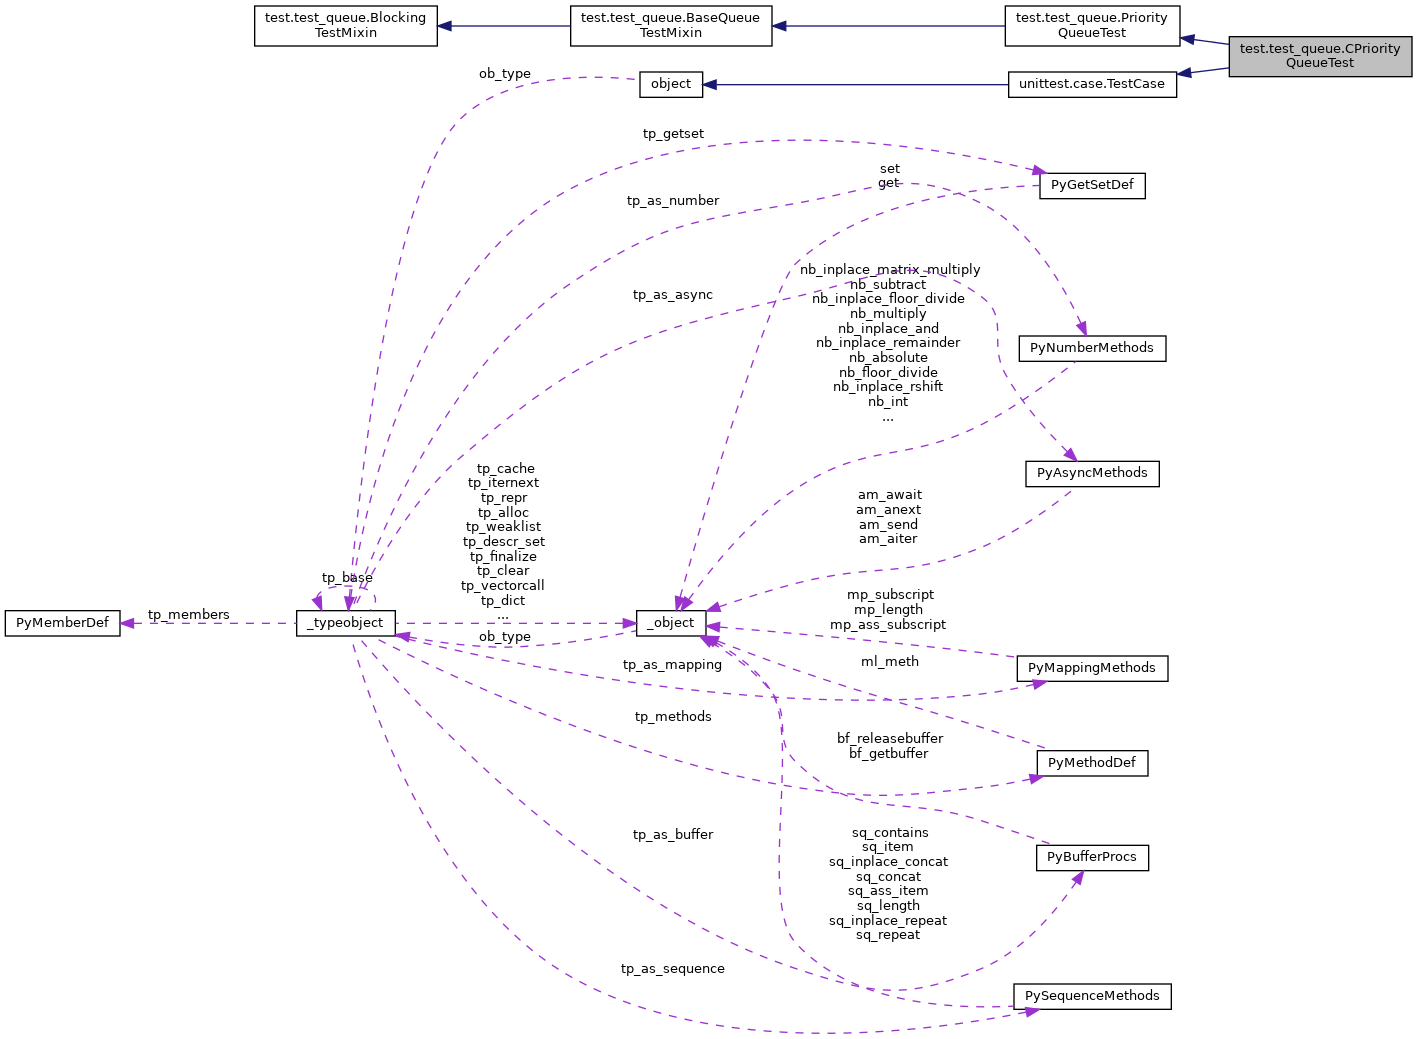 test.test_queue.Blocking
TestMixin
test.test_queue.BaseQueue
TestMixin
test.test_queue.Priority
QueueTest
test.test_queue.CPriority
QueueTest
ob_type
object
unittest.case.TestCase
tp_getset
set
get
PyGetSetDef
tp_as_number
nb_inplace_matrix_multiply
nb_subtract
nb_inplace_floor_divide
nb_multiply
nb_inplace_and
nb_inplace_remainder
nb_absolute
nb_floor_divide
nb_inplace_rshift
nb_int
...
tp_as_async
PyNumberMethods
PyAsyncMethods
tp_cache
tp_iternext
tp_repr
tp_alloc
tp_weaklist
tp_descr_set
tp_finalize
tp_clear
tp_vectorcall
tp_dict
...
am_await
am_anext
am_send
am_aiter
tp_base
mp_subscript
mp_length
mp_ass_subscript
PyMemberDef
tp_members
_typeobject
ob_type
_object
tp_as_mapping
ml_meth
PyMappingMethods
tp_methods
bf_releasebuffer
bf_getbuffer
PyMethodDef
tp_as_buffer
sq_contains
sq_item
sq_inplace_concat
sq_concat
sq_ass_item
sq_length
sq_inplace_repeat
sq_repeat
PyBufferProcs
tp_as_sequence
PySequenceMethods